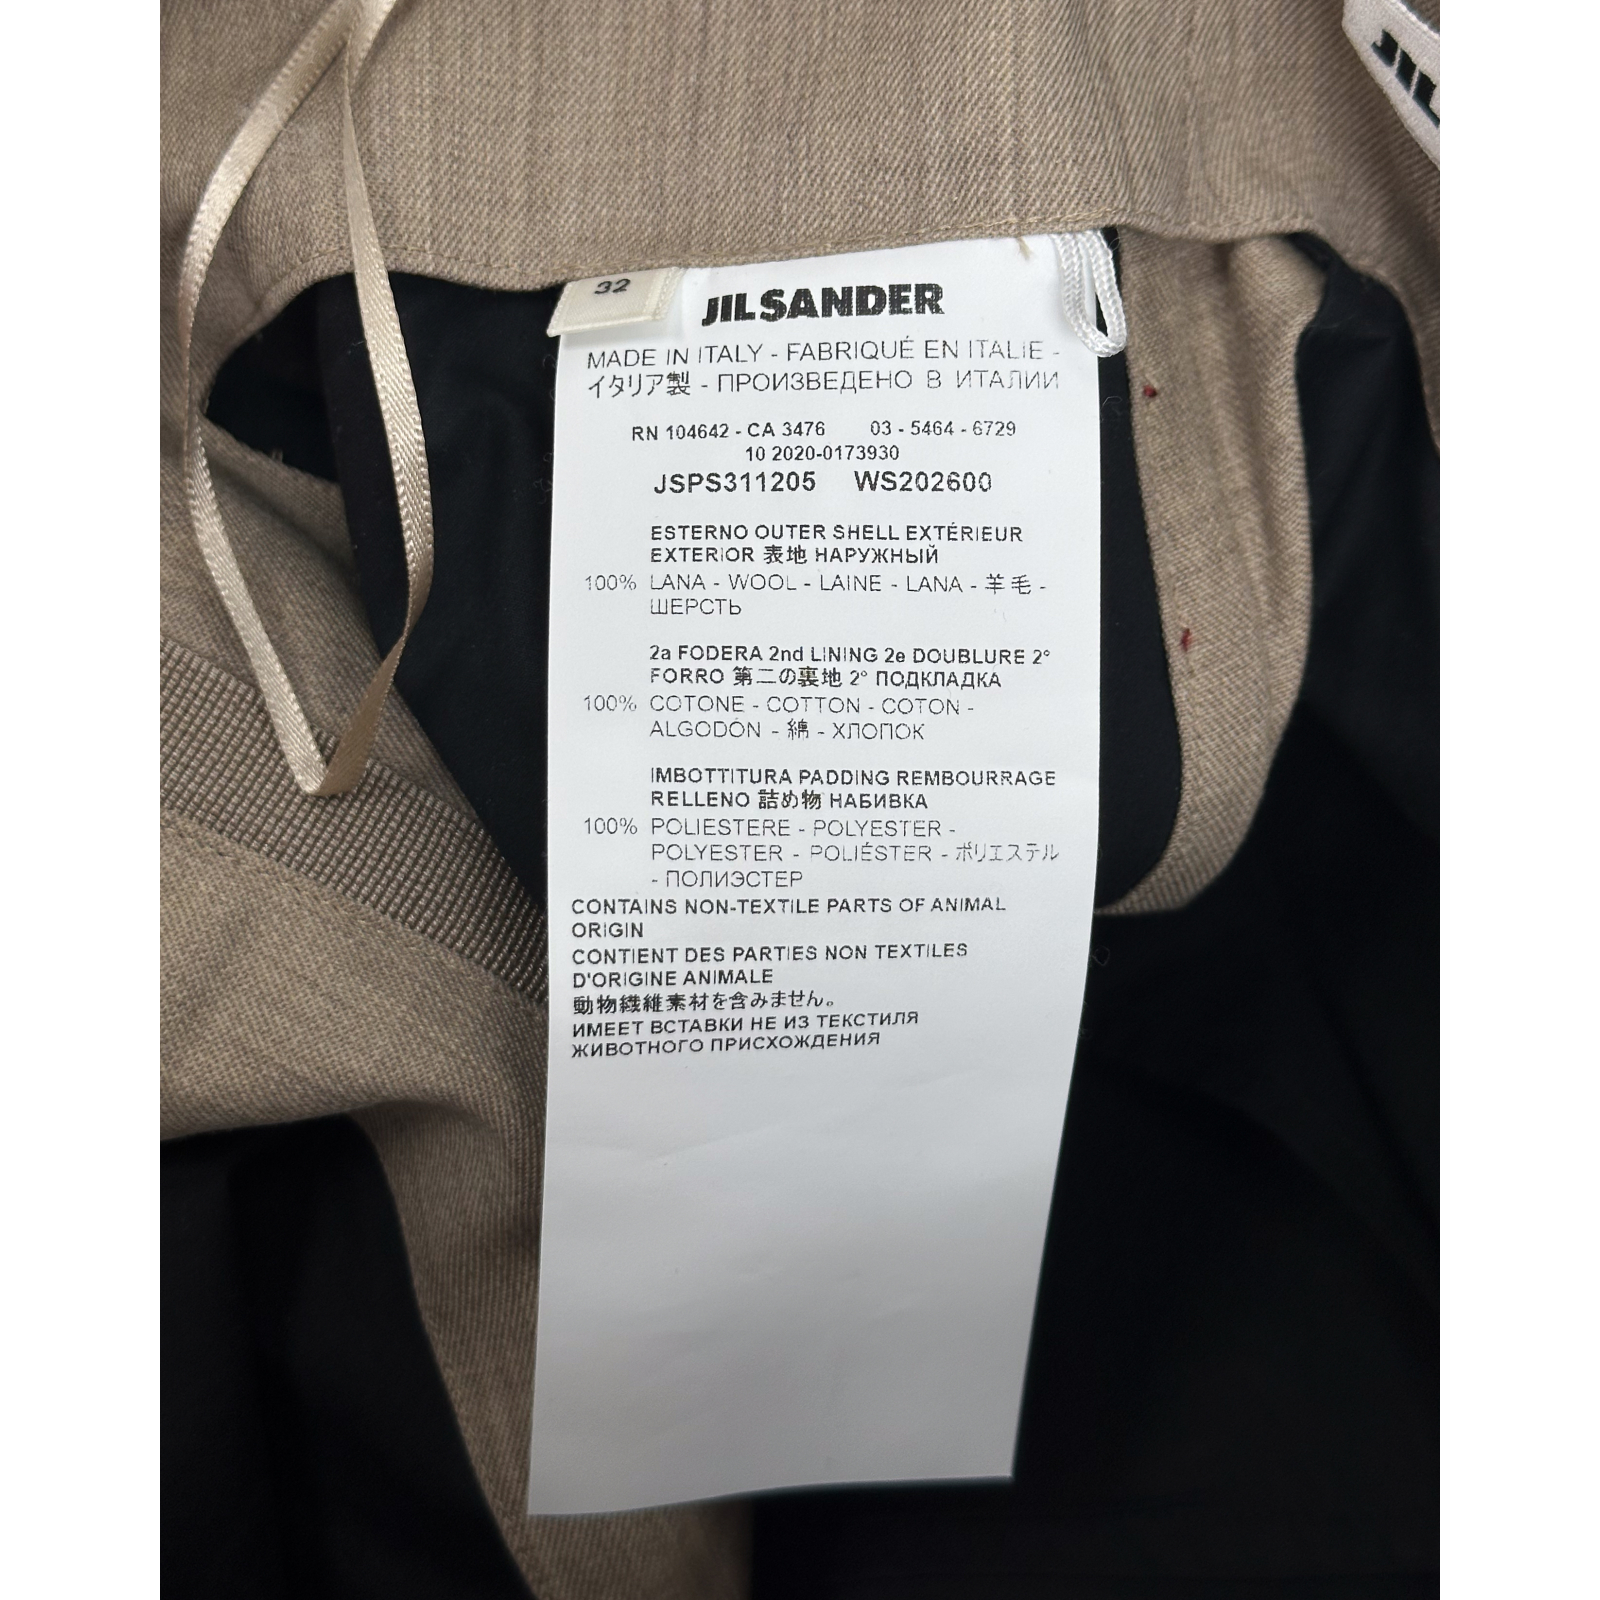 JIL
32
JIL SANDER
MADE IN ITALY - FABRIQUÉ EN ITALIE -
イタリア製 - ПРОИЗВЕДЕНО В ИТАЛИИ
RN 104642 - CA 3476 03 - 5464 - 6729
10 2020-0173930
JSPS311205 WS202600
ESTERNO OUTER SHELL EXTÉRIEUR
EXTERIOR 表地 НАРУЖНЫЙ
100% LANA - WOOL - LAINE - LANA - 羊毛 -
ШЕРСТЬ
2a FODERA 2nd LINING 2e DOUBLURE 2°
FORRO 第二の裏地 2° ПОДКЛАДКА
100% COTONE - COTTON - COTON -
ALGODÓN - 綿 - ХЛОПОК
IMBOTTITURA PADDING REMBOURRAGE
RELLENO 詰め物 НАБИВКА
100% POLIESTERE - POLYESTER -
POLYESTER - POLIÉSTER - ポリエステル
- ПОЛИЭСТЕР
CONTAINS NON-TEXTILE PARTS OF ANIMAL
ORIGIN
CONTIENT DES PARTIES NON TEXTILES
D'ORIGINE ANIMALE
動物繊維素材を含みません。
ИМЕЕТ ВСТАВКИ НЕ ИЗ ТЕКСТИЛЯ
ЖИВОТНОГО ПРИСХОЖДЕНИЯ